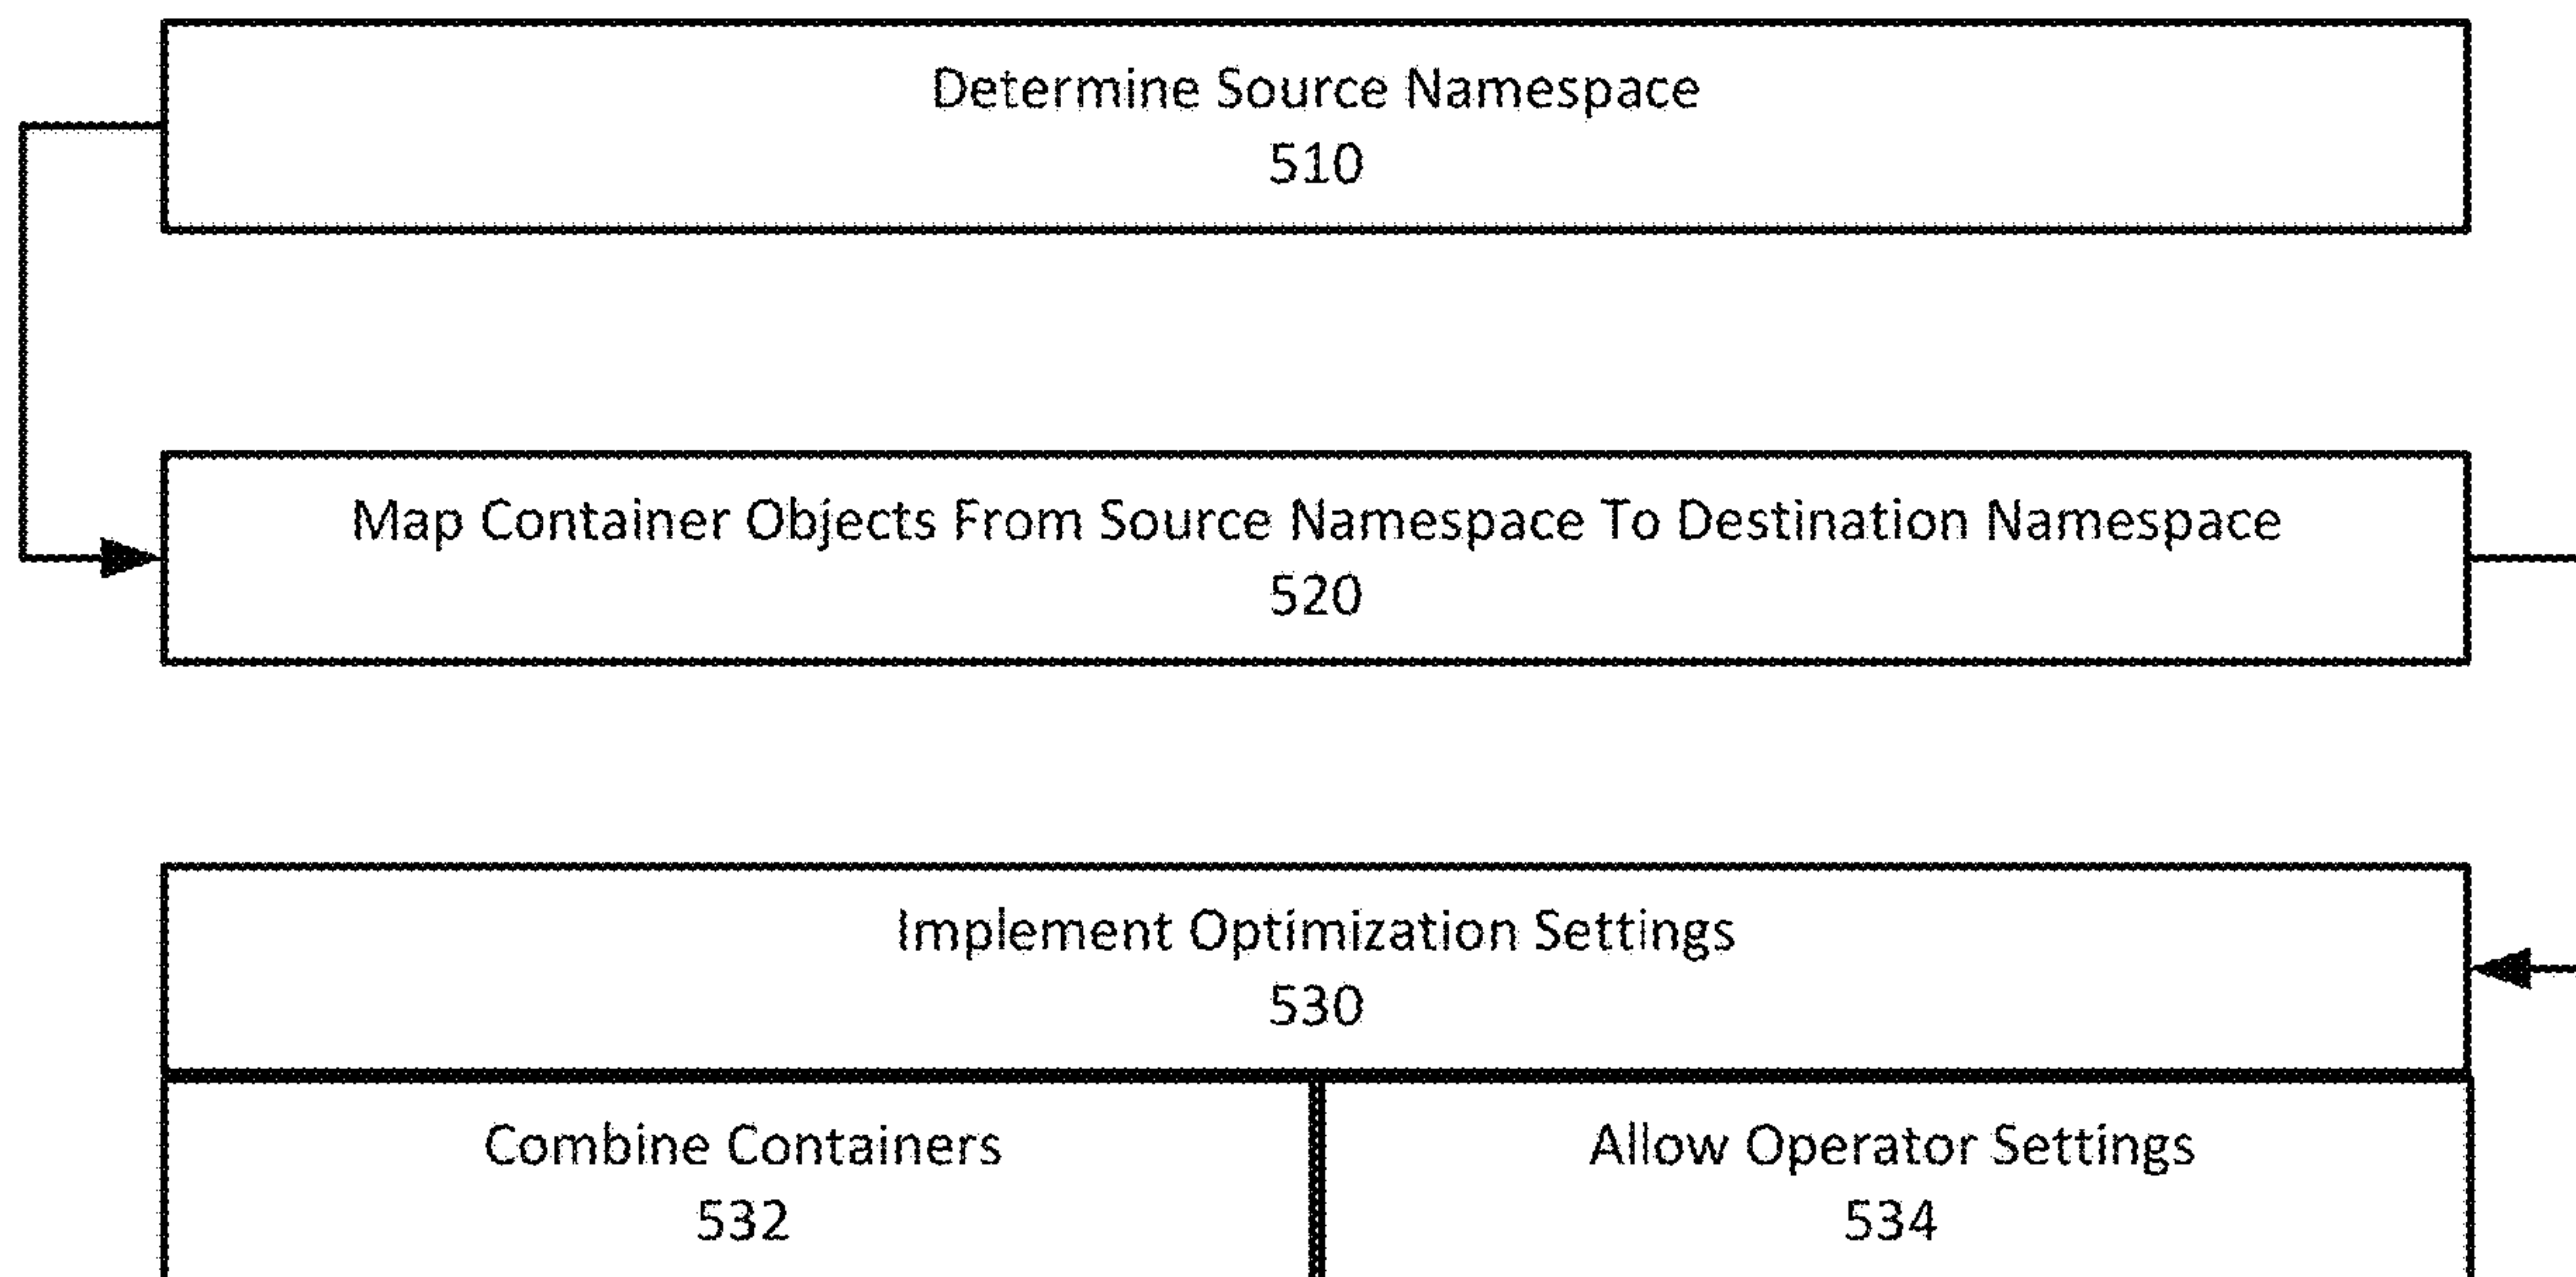 Determine Source Namespace
510
Map Container Objects From Source Namespace To Destination Namespace
520
Implement Optimization Settings
530
Combine Containers
532
Allow Operator Settings
534